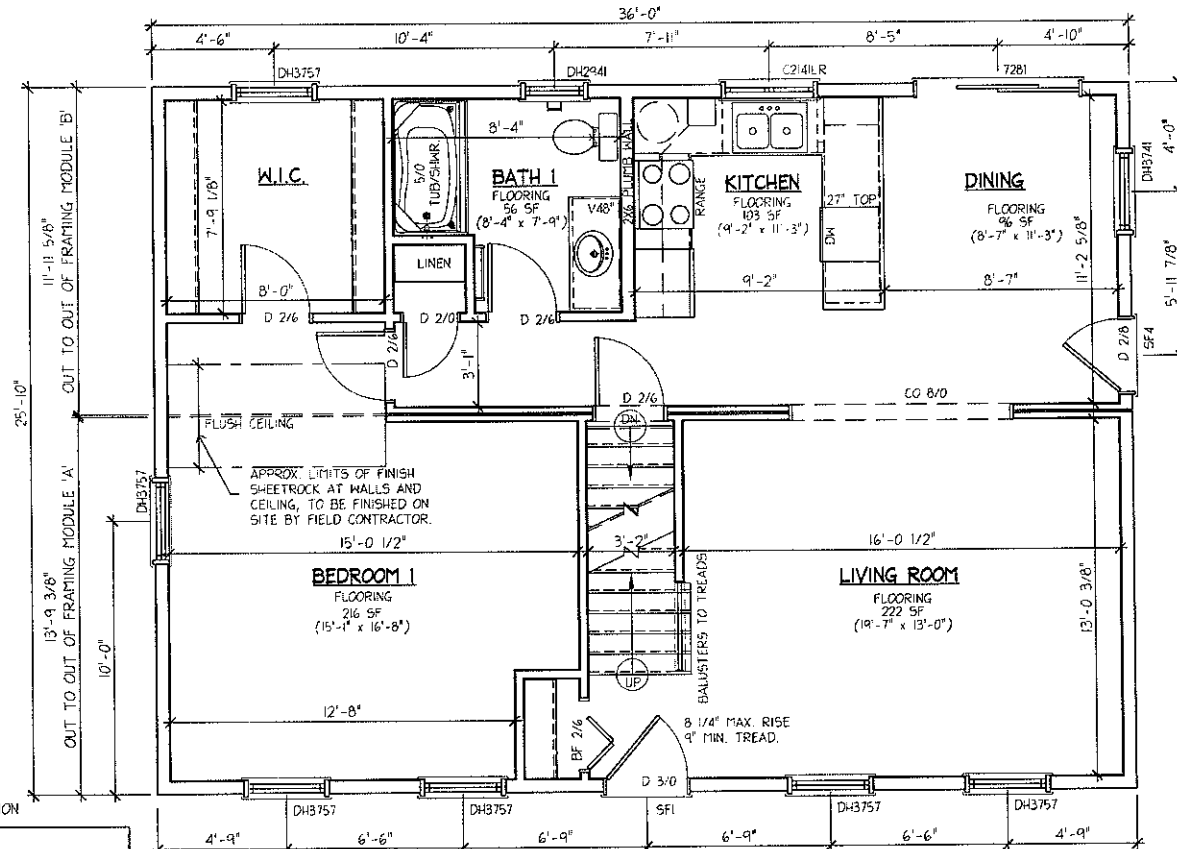 36'-0"
4'-6"
10'-4"
7'-11"
8'-5"
4'-10"
DH3757
DH2941
C2141LR
7281
8'-4"
W.I.C.
7'-9 1/8"
8'-0"
5/0
TUB/SHWR.
BATH 1
FLOORING
56 SF
(8'-4" x 7'-9")
V48"
LINEN
2X6 PLUMB WALL
RANGE
KITCHEN
FLOORING
103 SF
(9'-2" x 11'-3")
27" TOP
MG
9'-2"
DINING
FLOORING
96 SF
(8'-7" x 11'-3")
8'-7"
11'-2 5/8"
DH3741
4'-0"
5'-11 7/8"
D 2/8
SF4
D 2/6
D 2/6
D 2/0
D 2/6
3'-1"
D 2/6
CO 8/0
25'-10"
11'-11 5/8"
OUT TO OUT OF FRAMING MODULE 'B'
13'-9 3/8"
OUT TO OUT OF FRAMING MODULE 'A'
10'-0"
DH3757
FLUSH CEILING
APPROX. LIMITS OF FINISH
SHEETROCK AT WALLS AND
CEILING, TO BE FINISHED ON
SITE BY FIELD CONTRACTOR.
15'-0 1/2"
BEDROOM 1
FLOORING
216 SF
(15'-1" x 16'-8")
12'-8"
DN
3'-2"
UP
BALUSTERS TO TREADS
16'-0 1/2"
LIVING ROOM
FLOORING
222 SF
(19'-7" x 13'-0")
13'-0 3/8"
8 1/4" MAX. RISE
9" MIN. TREAD.
BF 2/6
D 3/0
DH3757
DH3757
SF1
DH3757
DH3757
4'-9"
6'-6"
6'-9"
6'-9"
6'-6"
4'-9"
ON